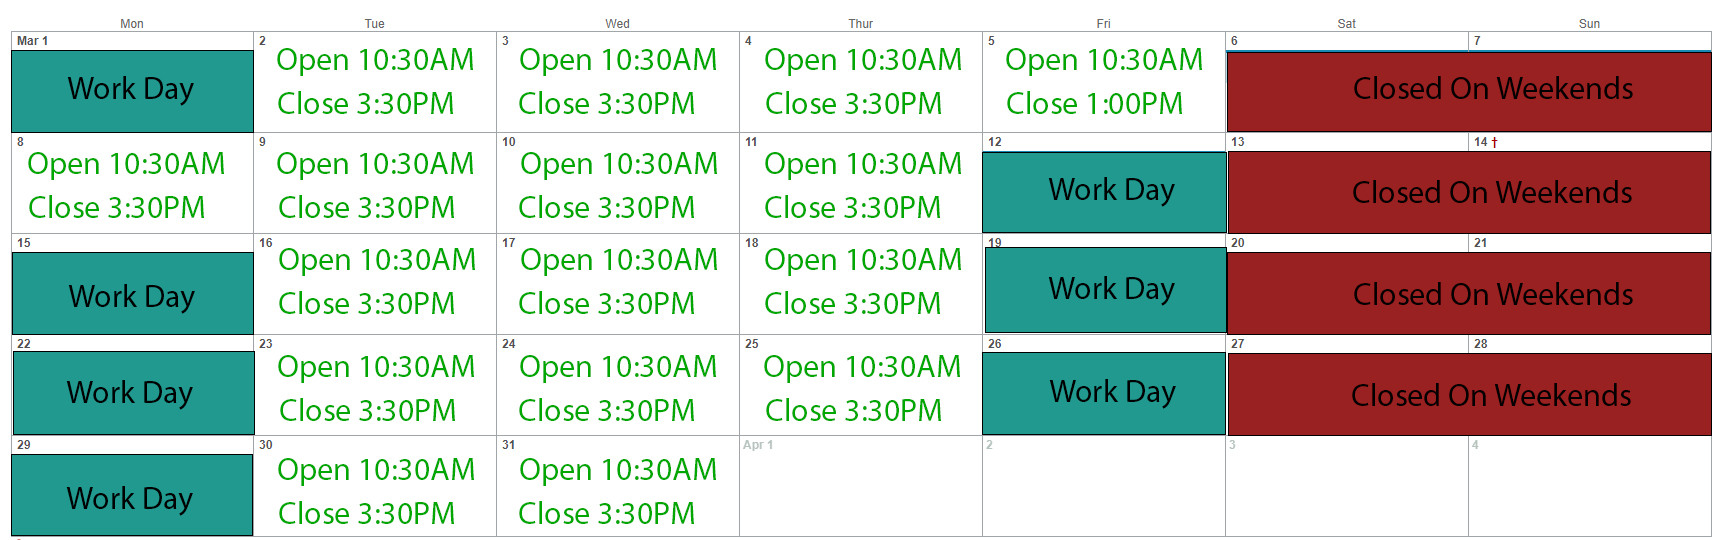 Mon Tue Wed Thur Fri Sat Sun
Mar 1 2 3 4 5 6 7
Work Day Open 10:30AM Open 10:30AM Open 10:30AM Open 10:30AM Closed On Weekends
Close 3:30PM Close 3:30PM Close 3:30PM Close 1:00PM
8 9 10 11 12 13 14 †
Open 10:30AM Open 10:30AM Open 10:30AM Open 10:30AM Work Day Closed On Weekends
Close 3:30PM Close 3:30PM Close 3:30PM Close 3:30PM
15 16 17 18 19 20 21
Work Day Open 10:30AM Open 10:30AM Open 10:30AM Work Day Closed On Weekends
Close 3:30PM Close 3:30PM Close 3:30PM
22 23 24 25 26 27 28
Work Day Open 10:30AM Open 10:30AM Open 10:30AM Work Day Closed On Weekends
Close 3:30PM Close 3:30PM Close 3:30PM
29 30 31 Apr 1 2 3 4
Work Day Open 10:30AM Open 10:30AM
Close 3:30PM Close 3:30PM